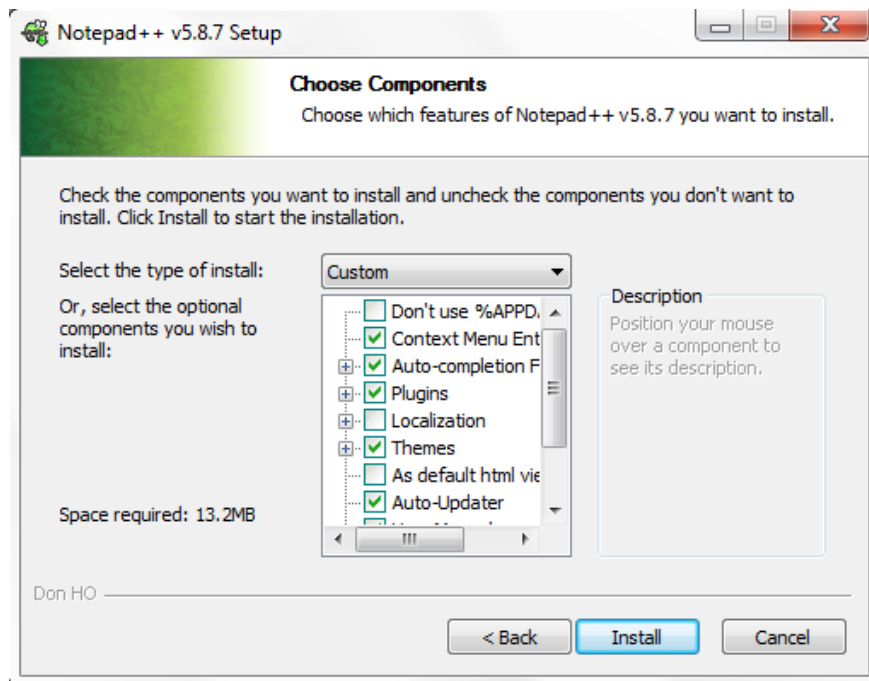 Notepad++ v5.8.7 Setup
Choose Components
Choose which features of Notepad++ v5.8.7 you want to install.
Check the components you want to install and uncheck the components you don't want to
install. Click Install to start the installation.
Select the type of install:
Custom
Or, select the optional
components you wish to
install:
Don't use %APPD
Context Menu Ent
Auto-completion F
Plugins
Localization
Themes
As default html vie
Auto-Updater
Description
Position your mouse
over a component to
see its description.
Space required: 13.2MB
Don HO
< Back
Install
Cancel